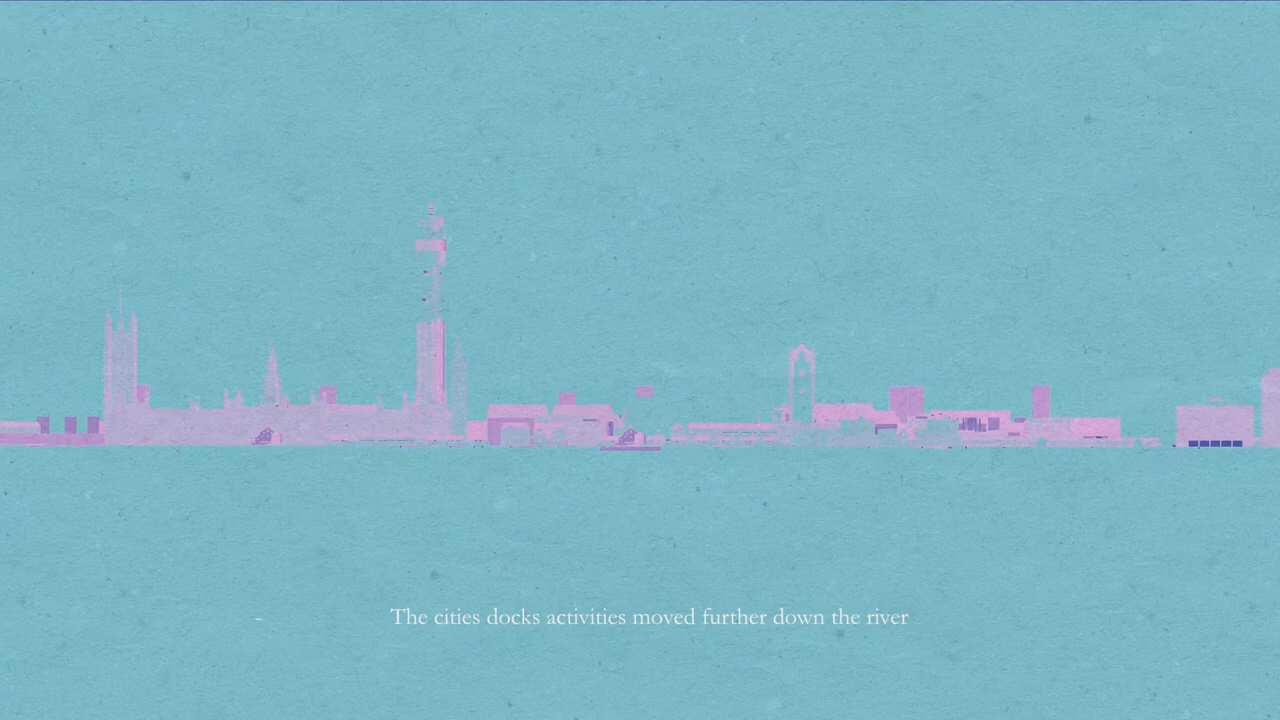 The cities docks activities moved further down the river